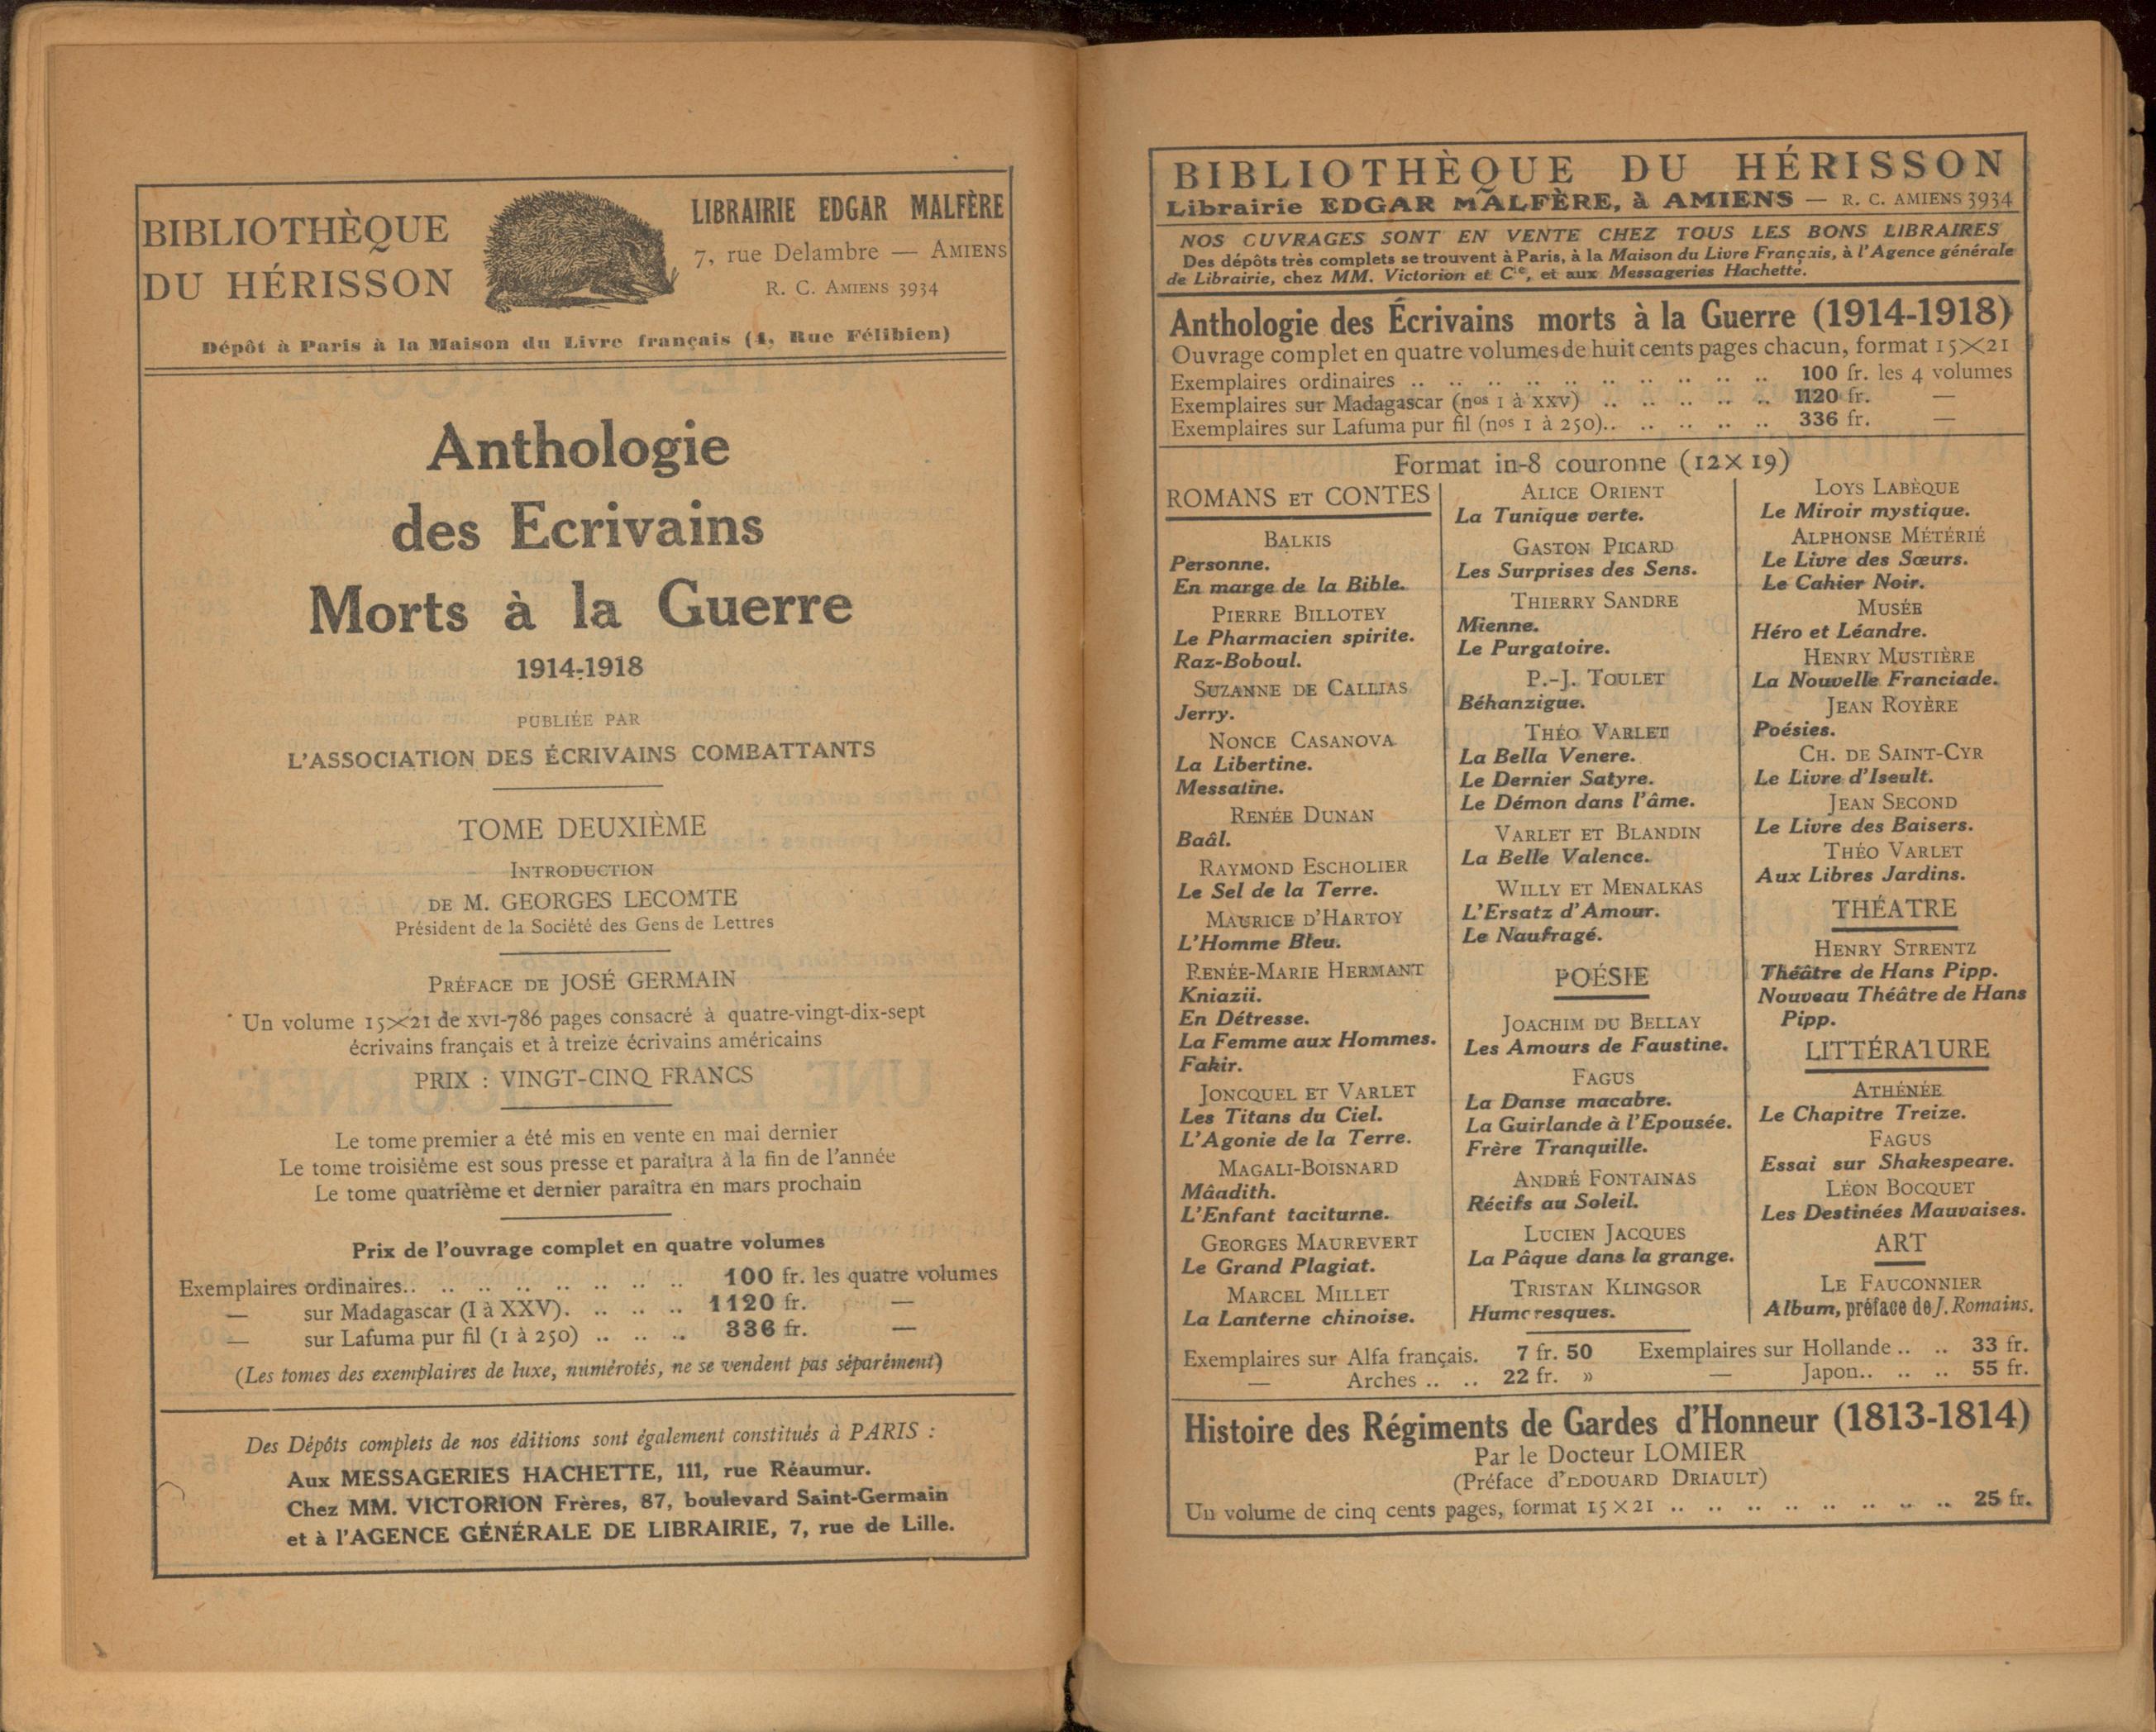 BIBLIOTHÈQUE
DU HÉRISSON
LIBRAIRIE EDGAR MALFÈRE
7, rue Delambre — AMIENS
R. C. AMIENS 3934
Dépôt à Paris à la Maison du Livre français (4, Rue Félibien)
Anthologie
des Ecrivains
Morts à la Guerre
1914-1918
PUBLIÉE PAR
L'ASSOCIATION DES ÉCRIVAINS COMBATTANTS
TOME DEUXIÈME
INTRODUCTION
DE M. GEORGES LECOMTE
Président de la Société des Gens de Lettres
PRÉFACE DE JOSÉ GERMAIN
Un volume 15×21 de XVI-786 pages consacré à quatre-vingt-dix-sept
écrivains français et à treize écrivains américains
PRIX : VINGT-CINQ FRANCS
Le tome premier a été mis en vente en mai dernier
Le tome troisième est sous presse et paraîtra à la fin de l'année
Le tome quatrième et dernier paraîtra en mars prochain
Prix de l'ouvrage complet en quatre volumes
Exemplaires ordinaires.. .. .. .. .. .. .. .. 100 fr. les quatre volumes
— sur Madagascar (I à XXV). .. .. .. 1120 fr. —
— sur Lafuma pur fil (1 à 250) .. .. .. 336 fr. —
(Les tomes des exemplaires de luxe, numérotés, ne se vendent pas séparément)
Des Dépôts complets de nos éditions sont également constitués à PARIS :
Aux MESSAGERIES HACHETTE, 111, rue Réaumur.
Chez MM. VICTORION Frères, 87, boulevard Saint-Germain
et à l'AGENCE GÉNÉRALE DE LIBRAIRIE, 7, rue de Lille.
BIBLIOTHÈQUE DU HÉRISSON
Librairie EDGAR MALFÈRE, à AMIENS — R. C. AMIENS 3934
NOS OUVRAGES SONT EN VENTE CHEZ TOUS LES BONS LIBRAIRES
Des dépôts très complets se trouvent à Paris, à la Maison du Livre Français, à l'Agence générale
de Librairie, chez MM. Victorion et Cie, et aux Messageries Hachette.
Anthologie des Écrivains morts à la Guerre (1914-1918)
Ouvrage complet en quatre volumes de huit cents pages chacun, format 15×21
Exemplaires ordinaires .. .. .. .. .. .. .. .. .. .. 100 fr. les 4 volumes
Exemplaires sur Madagascar (nos 1 à XXV) .. .. .. .. .. 1120 fr. —
Exemplaires sur Lafuma pur fil (nos 1 à 250).. .. .. .. .. 336 fr. —
Format in-8 couronne (12×19)
ROMANS ET CONTES
BALKIS
Personne.
En marge de la Bible.
PIERRE BILLOTEY
Le Pharmacien spirite.
Raz-Boboul.
SUZANNE DE CALLIAS
Jerry.
NONCE CASANOVA
La Libertine.
Messaline.
RENÉE DUNAN
Baâl.
RAYMOND ESCHOLIER
Le Sel de la Terre.
MAURICE D'HARTOY
L'Homme Bleu.
RENÉE-MARIE HERMANT
Kniazii.
En Détresse.
La Femme aux Hommes.
Fakir.
JONCQUEL ET VARLET
Les Titans du Ciel.
L'Agonie de la Terre.
MAGALI-BOISNARD
Mâadith.
L'Enfant taciturne.
GEORGES MAUREVERT
Le Grand Plagiat.
MARCEL MILLET
La Lanterne chinoise.
ALICE ORIENT
La Tunique verte.
GASTON PICARD
Les Surprises des Sens.
THIERRY SANDRE
Mienne.
Le Purgatoire.
P.-J. TOULET
Béhanzigue.
THÉO VARLET
La Bella Venere.
Le Dernier Satyre.
Le Démon dans l'âme.
VARLET ET BLANDIN
La Belle Valence.
WILLY ET MENALKAS
L'Ersatz d'Amour.
Le Naufragé.
POÉSIE
JOACHIM DU BELLAY
Les Amours de Faustine.
FAGUS
La Danse macabre.
La Guirlande à l'Epousée.
Frère Tranquille.
ANDRÉ FONTAINAS
Récifs au Soleil.
LUCIEN JACQUES
La Pâque dans la grange.
TRISTAN KLINGSOR
Humoresques.
LOYS LABÈQUE
Le Miroir mystique.
ALPHONSE MÉTÉRIÉ
Le Livre des Sœurs.
Le Cahier Noir.
MUSÉE
Héro et Léandre.
HENRY MUSTIÈRE
La Nouvelle Franciade.
JEAN ROYÈRE
Poésies.
CH. DE SAINT-CYR
Le Livre d'Iseult.
JEAN SECOND
Le Livre des Baisers.
THÉO VARLET
Aux Libres Jardins.
THÉATRE
HENRY STRENTZ
Théâtre de Hans Pipp.
Nouveau Théâtre de Hans
Pipp.
LITTÉRATURE
ATHÉNÉE
Le Chapitre Treize.
FAGUS
Essai sur Shakespeare.
LÉON BOCQUET
Les Destinées Mauvaises.
ART
LE FAUCONNIER
Album, préface de J. Romains.
Exemplaires sur Alfa français. 7 fr. 50 Exemplaires sur Hollande .. .. 33 fr.
— Arches .. .. 22 fr. » — Japon.. .. .. 55 fr.
Histoire des Régiments de Gardes d'Honneur (1813-1814)
Par le Docteur LOMIER
(Préface d'EDOUARD DRIAULT)
Un volume de cinq cents pages, format 15×21 .. .. .. .. .. .. .. .. 25 fr.